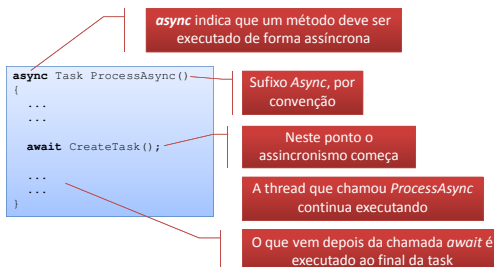 async indica que um método deve ser
executado de forma assíncrona
async Task ProcessAsync()
{
...
...
await CreateTask();
...
...
}
Sufixo Async, por
convenção
Neste ponto o
assincronismo começa
A thread que chamou ProcessAsync
continua executando
O que vem depois da chamada await é
executado ao final da task